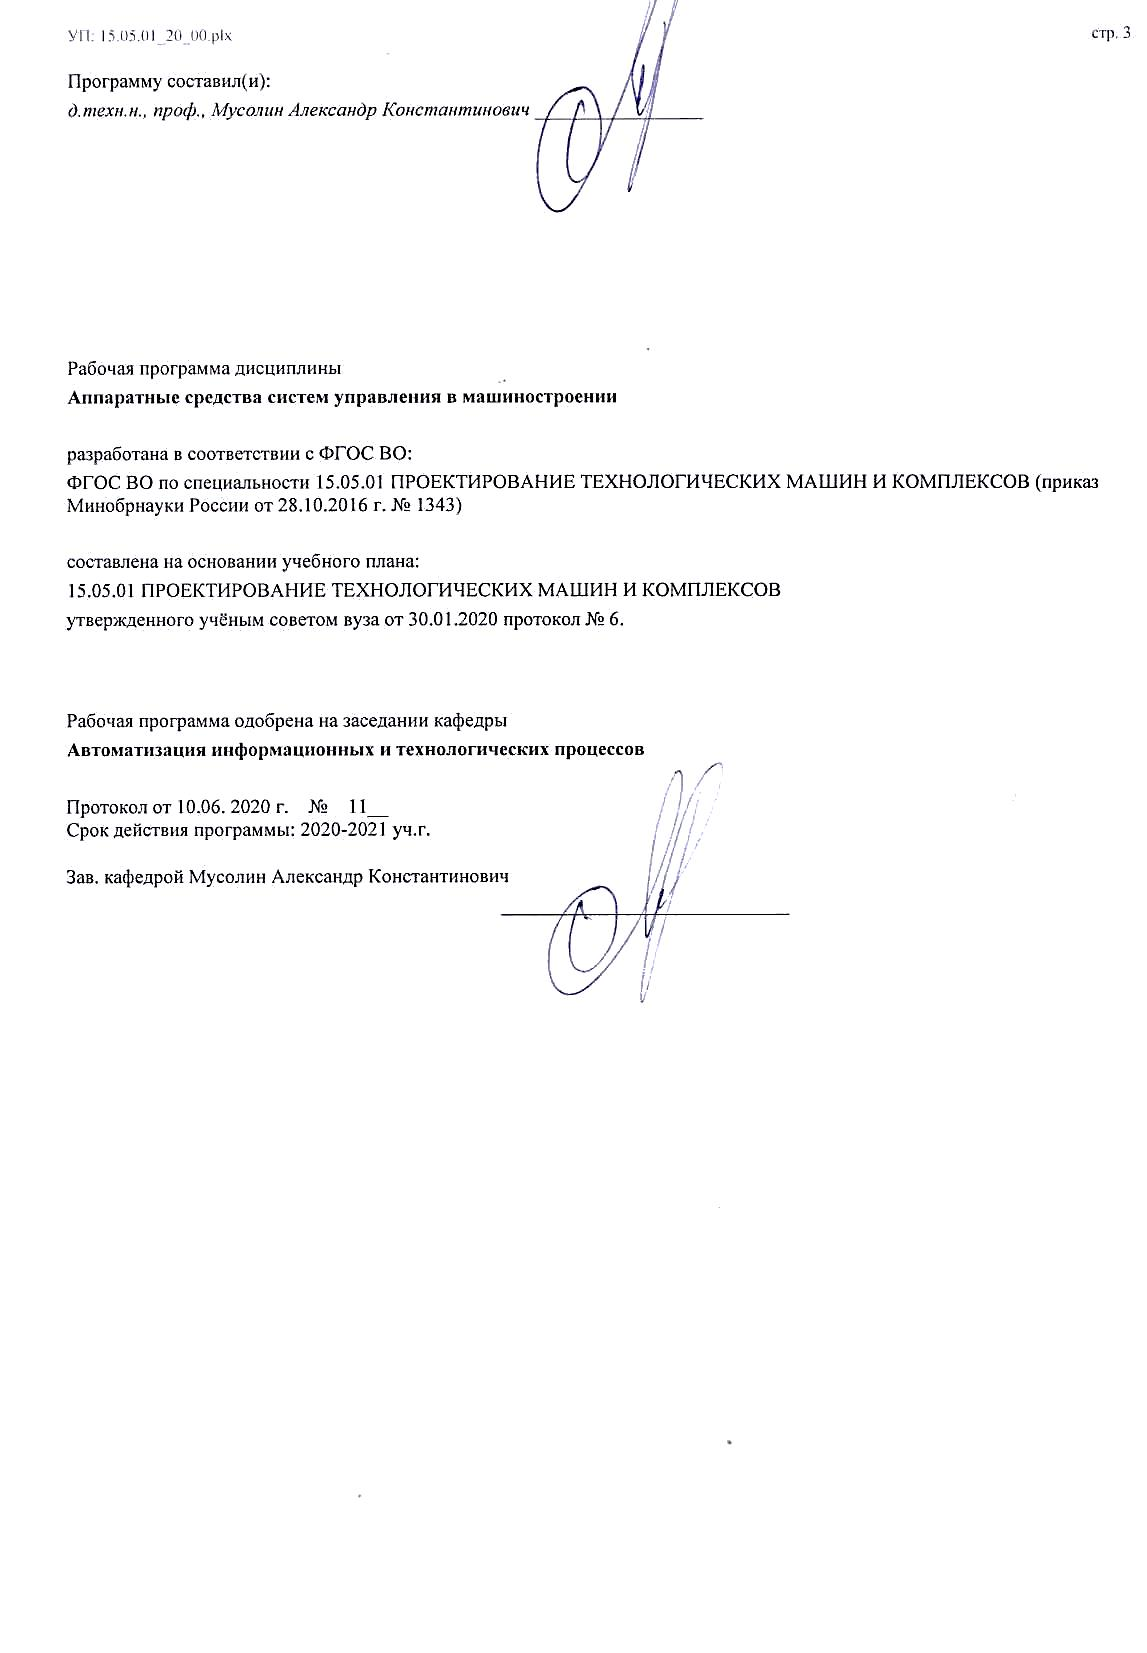 УП: 15.05.01_20_00.plx
стр. 3
Программу составил(и):
д.техн.н., проф., Мусолин Александр Константинович
Рабочая программа дисциплины
Аппаратные средства систем управления в машиностроении
разработана в соответствии с ФГОС ВО:
ФГОС ВО по специальности 15.05.01 ПРОЕКТИРОВАНИЕ ТЕХНОЛОГИЧЕСКИХ МАШИН И КОМПЛЕКСОВ (приказ
Минобрнауки России от 28.10.2016 г. № 1343)
составлена на основании учебного плана:
15.05.01 ПРОЕКТИРОВАНИЕ ТЕХНОЛОГИЧЕСКИХ МАШИН И КОМПЛЕКСОВ
утвержденного учёным советом вуза от 30.01.2020 протокол № 6.
Рабочая программа одобрена на заседании кафедры
Автоматизация информационных и технологических процессов
Протокол от 10.06. 2020 г. № 11__
Срок действия программы: 2020-2021 уч.г.
Зав. кафедрой Мусолин Александр Константинович